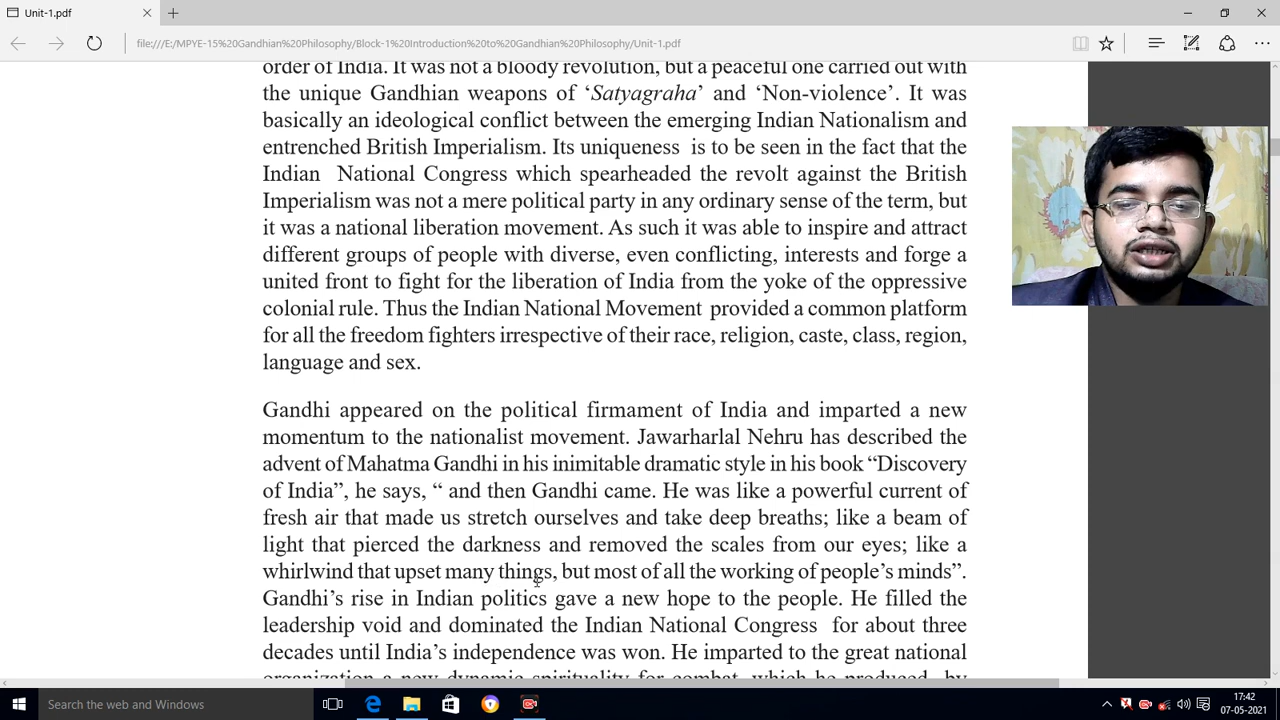 Unit-1.pdf
file:///E:/MPYE-15%20Gandhian%20Philosophy/Block-1%20Introduction%20to%20Gandhian%20Philosophy/Unit-1.pdf
order of India. It was not a bloody revolution, but a peaceful one carried out with
the unique Gandhian weapons of ‘Satyagraha’ and ‘Non-violence’. It was
basically an ideological conflict between the emerging Indian Nationalism and
entrenched British Imperialism. Its uniqueness is to be seen in the fact that the
Indian National Congress which spearheaded the revolt against the British
Imperialism was not a mere political party in any ordinary sense of the term, but
it was a national liberation movement. As such it was able to inspire and attract
different groups of people with diverse, even conflicting, interests and forge a
united front to fight for the liberation of India from the yoke of the oppressive
colonial rule. Thus the Indian National Movement provided a common platform
for all the freedom fighters irrespective of their race, religion, caste, class, region,
language and sex.
Gandhi appeared on the political firmament of India and imparted a new
momentum to the nationalist movement. Jawarharlal Nehru has described the
advent of Mahatma Gandhi in his inimitable dramatic style in his book “Discovery
of India”, he says, “ and then Gandhi came. He was like a powerful current of
fresh air that made us stretch ourselves and take deep breaths; like a beam of
light that pierced the darkness and removed the scales from our eyes; like a
whirlwind that upset many things, but most of all the working of people’s minds”.
Gandhi’s rise in Indian politics gave a new hope to the people. He filled the
leadership void and dominated the Indian National Congress for about three
decades until India’s independence was won. He imparted to the great national
organization a new dynamic spirituality for combat, which he produced, by
Search the web and Windows
17:42
07-05-2021